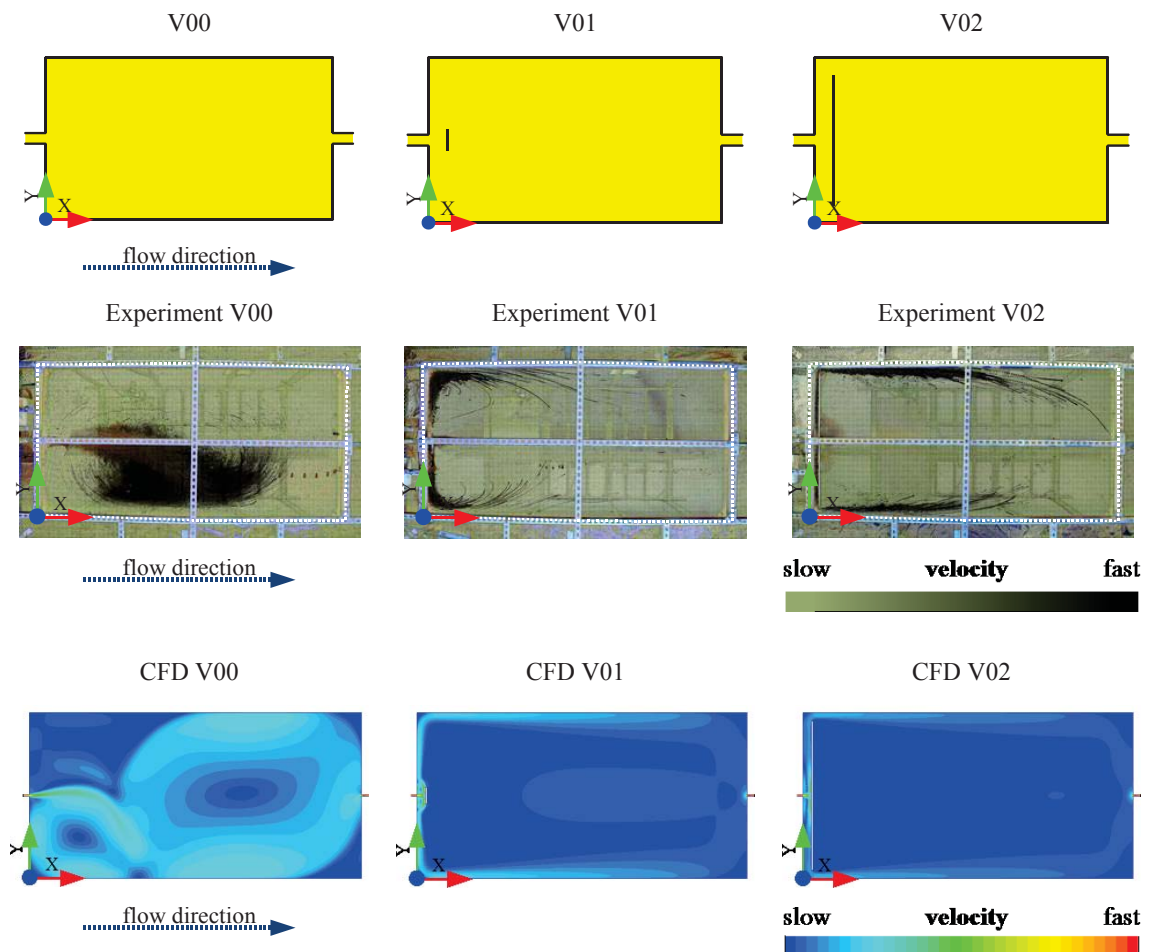 V00 V01 V02
Y X Y X Y X
flow direction
Experiment V00 Experiment V01 Experiment V02
Y X Y X Y X
flow direction
slow velocity fast
CFD V00 CFD V01 CFD V02
Y X Y X Y X
flow direction
slow velocity fast